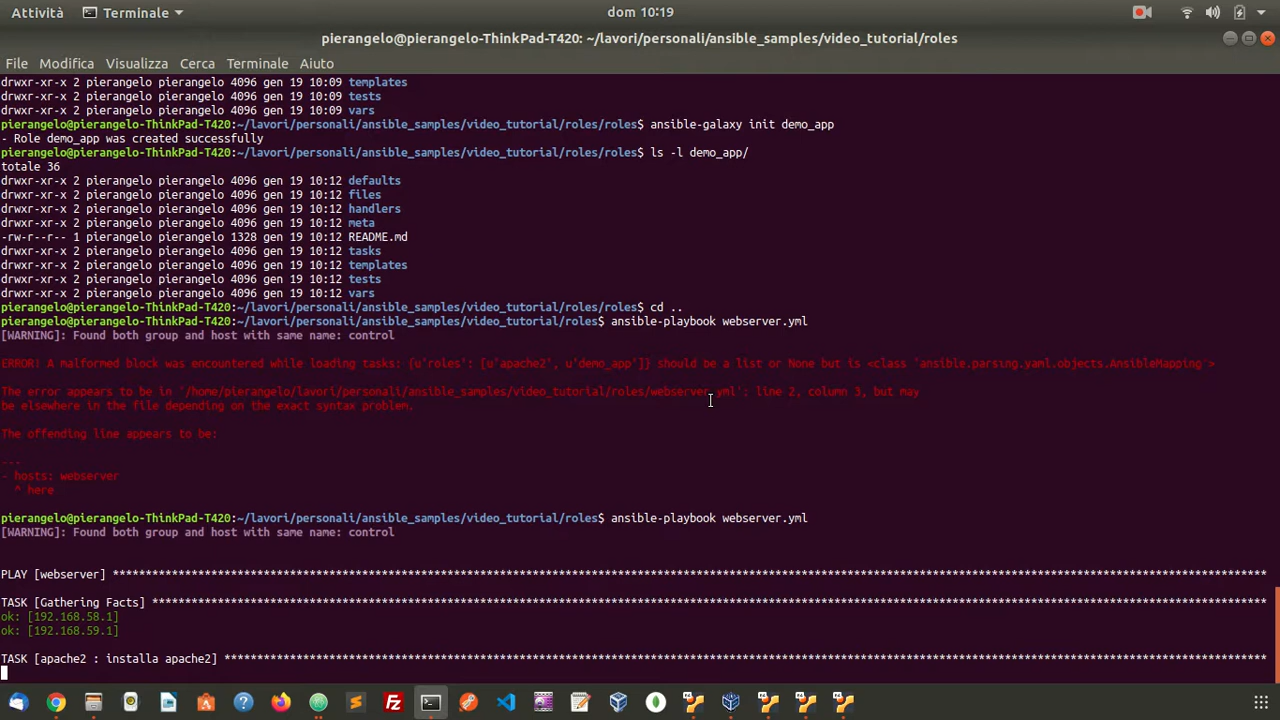 Attività Terminale dom 10:19
pierangelo@pierangelo-ThinkPad-T420: ~/lavori/personali/ansible_samples/video_tutorial/roles
File Modifica Visualizza Cerca Terminale Aiuto
drwxr-xr-x 2 pierangelo pierangelo 4096 gen 19 10:09 templates
drwxr-xr-x 2 pierangelo pierangelo 4096 gen 19 10:09 tests
drwxr-xr-x 2 pierangelo pierangelo 4096 gen 19 10:09 vars
pierangelo@pierangelo-ThinkPad-T420:~/lavori/personali/ansible_samples/video_tutorial/roles/roles$ ansible-galaxy init demo_app
- Role demo_app was created successfully
pierangelo@pierangelo-ThinkPad-T420:~/lavori/personali/ansible_samples/video_tutorial/roles/roles$ ls -l demo_app/
totale 36
drwxr-xr-x 2 pierangelo pierangelo 4096 gen 19 10:12 defaults
drwxr-xr-x 2 pierangelo pierangelo 4096 gen 19 10:12 files
drwxr-xr-x 2 pierangelo pierangelo 4096 gen 19 10:12 handlers
drwxr-xr-x 2 pierangelo pierangelo 4096 gen 19 10:12 meta
-rw-r--r-- 1 pierangelo pierangelo 1328 gen 19 10:12 README.md
drwxr-xr-x 2 pierangelo pierangelo 4096 gen 19 10:12 tasks
drwxr-xr-x 2 pierangelo pierangelo 4096 gen 19 10:12 templates
drwxr-xr-x 2 pierangelo pierangelo 4096 gen 19 10:12 tests
drwxr-xr-x 2 pierangelo pierangelo 4096 gen 19 10:12 vars
pierangelo@pierangelo-ThinkPad-T420:~/lavori/personali/ansible_samples/video_tutorial/roles/roles$ cd ..
pierangelo@pierangelo-ThinkPad-T420:~/lavori/personali/ansible_samples/video_tutorial/roles$ ansible-playbook webserver.yml
[WARNING]: Found both group and host with same name: control
ERROR! A malformed block was encountered while loading tasks: {u'roles': [u'apache2', u'demo_app']} should be a list or None but is <class 'ansible.parsing.yaml.objects.AnsibleMapping'>
The error appears to be in '/home/pierangelo/lavori/personali/ansible_samples/video_tutorial/roles/webserver.yml': line 2, column 3, but may
be elsewhere in the file depending on the exact syntax problem.
The offending line appears to be:
---
- hosts: webserver
^ here
pierangelo@pierangelo-ThinkPad-T420:~/lavori/personali/ansible_samples/video_tutorial/roles$ ansible-playbook webserver.yml
[WARNING]: Found both group and host with same name: control
PLAY [webserver] ********************************************************************************************************************************************************************************
TASK [Gathering Facts] **************************************************************************************************************************************************************************
ok: [192.168.58.1]
ok: [192.168.59.1]
TASK [apache2 : installa apache2] ***************************************************************************************************************************************************************